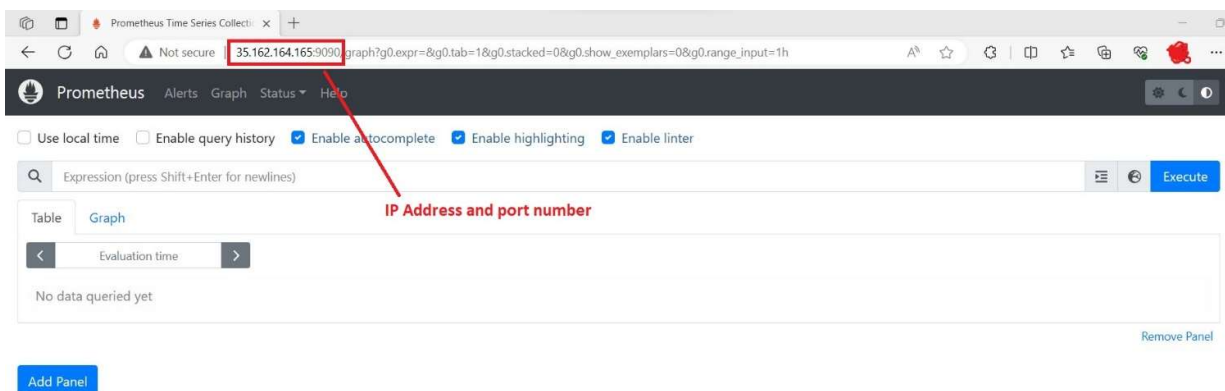 Prometheus Time Series Collecti
Not secure 35.162.164.165:9090/graph?g0.expr=&g0.tab=1&g0.stacked=0&g0.show_exemplars=0&g0.range_input=1h
Prometheus Alerts Graph Status Help
Use local time Enable query history Enable autocomplete Enable highlighting Enable linter
Expression (press Shift+Enter for newlines) Execute
IP Address and port number
Table Graph
Evaluation time
No data queried yet
Remove Panel
Add Panel